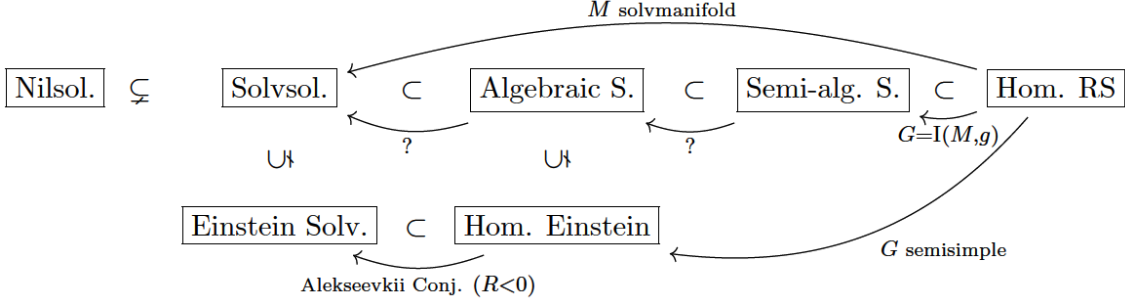 M solvmanifold
Nilsol. ⊊ Solvsol. ⊂ Algebraic S. ⊂ Semi-alg. S. ⊂ Hom. RS
? ? G=I(M,g)
∪∤ ∪∤
Einstein Solv. ⊂ Hom. Einstein
G semisimple
Alekseevkii Conj. (R<0)